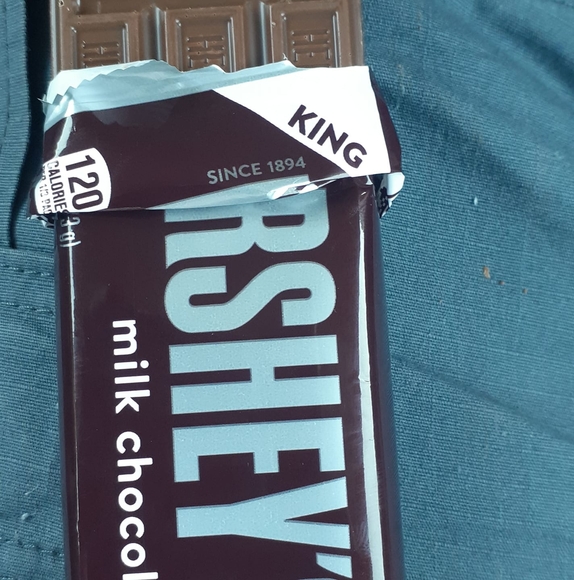 KING
SINCE 1894
120
CALORIES
RSHEY'S
milk chocol